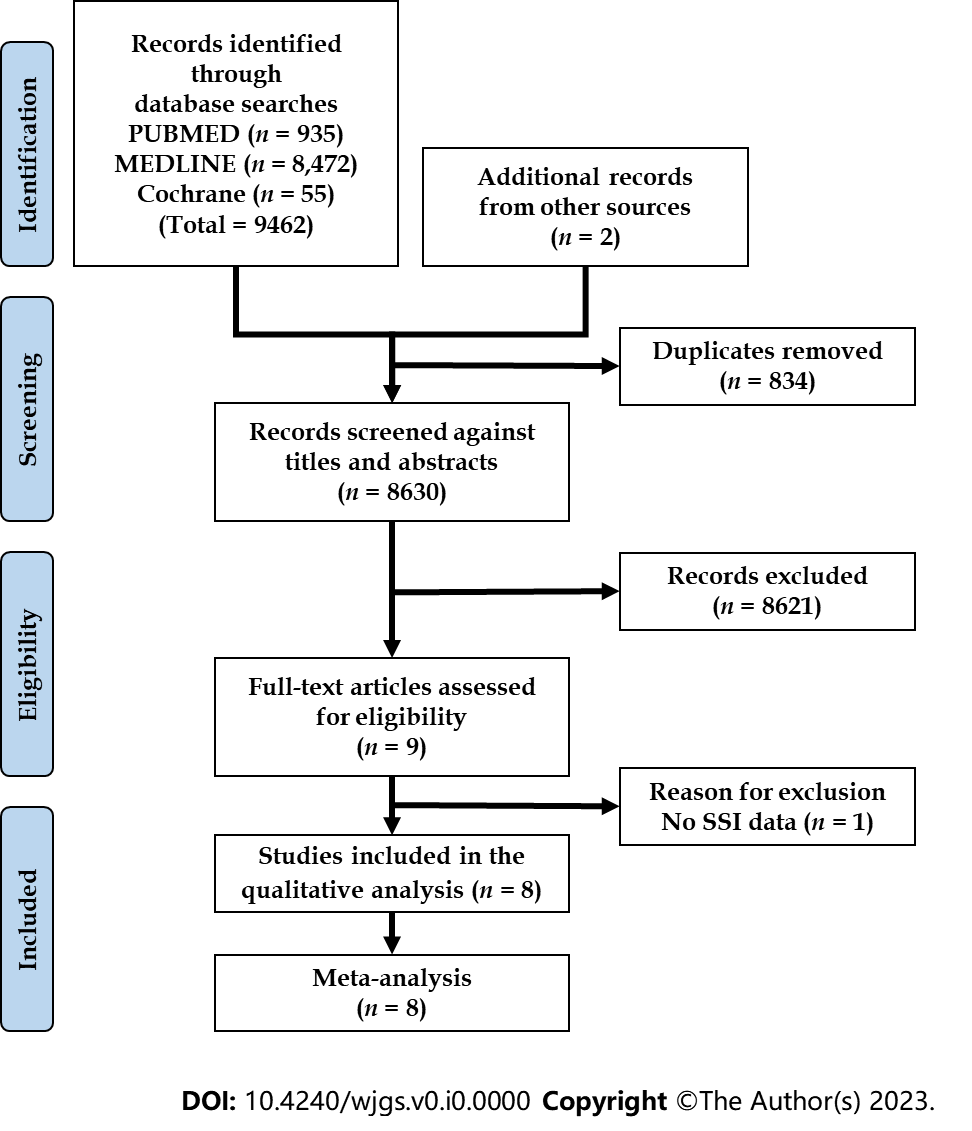 Identification
Records identified
through
database searches
PUBMED (n = 935)
MEDLINE (n = 8,472)
Cochrane (n = 55)
(Total = 9462)
Additional records
from other sources
(n = 2)
Screening
Duplicates removed
(n = 834)
Records screened against
titles and abstracts
(n = 8630)
Eligibility
Records excluded
(n = 8621)
Full-text articles assessed
for eligibility
(n = 9)
Reason for exclusion
No SSI data (n = 1)
Included
Studies included in the
qualitative analysis (n = 8)
Meta-analysis
(n = 8)
DOI: 10.4240/wjgs.v0.i0.0000 Copyright ©The Author(s) 2023.